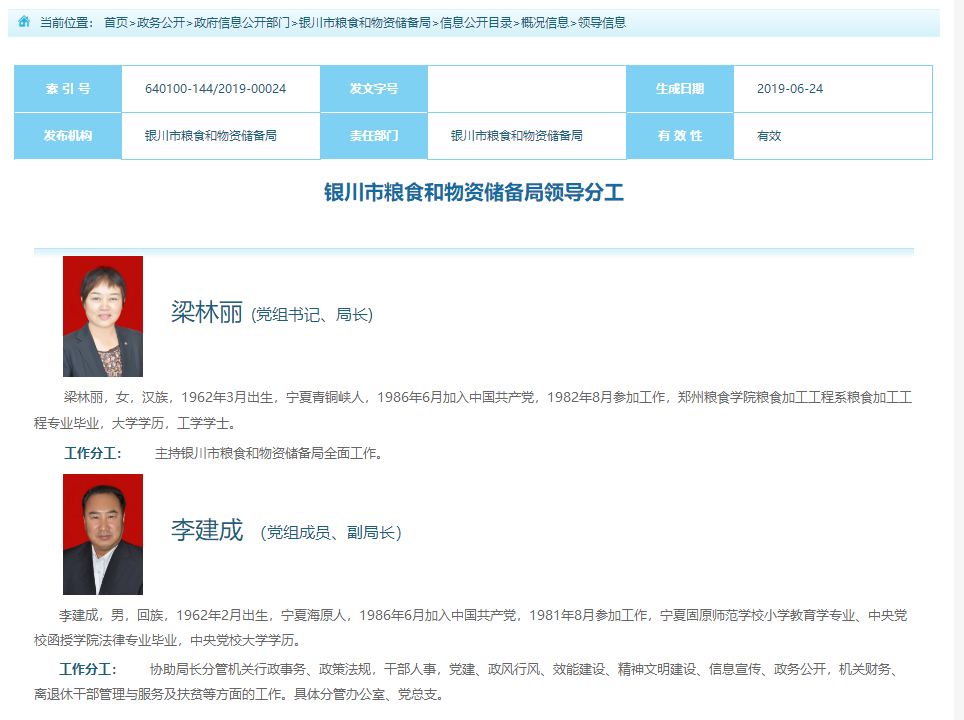 当前位置： 首页>政务公开>政府信息公开部门>银川市粮食和物资储备局>信息公开目录>概况信息>领导信息
索 引 号 640100-144/2019-00024 发文字号 生成日期 2019-06-24
发布机构 银川市粮食和物资储备局 责任部门 银川市粮食和物资储备局 有 效 性 有效
银川市粮食和物资储备局领导分工
梁林丽 (党组书记、局长)
梁林丽，女，汉族，1962年3月出生，宁夏青铜峡人，1986年6月加入中国共产党，1982年8月参加工作，郑州粮食学院粮食加工工程系粮食加工工
程专业毕业，大学学历，工学学士。
工作分工： 主持银川市粮食和物资储备局全面工作。
李建成 （党组成员、副局长）
李建成，男，回族，1962年2月出生，宁夏海原人，1986年6月加入中国共产党，1981年8月参加工作，宁夏固原师范学校小学教育学专业、中央党
校函授学院法律专业毕业，中央党校大学学历。
工作分工： 协助局长分管机关行政事务、政策法规，干部人事，党建、政风行风、效能建设、精神文明建设、信息宣传、政务公开，机关财务、
离退休干部管理与服务及扶贫等方面的工作。具体分管办公室、党总支。